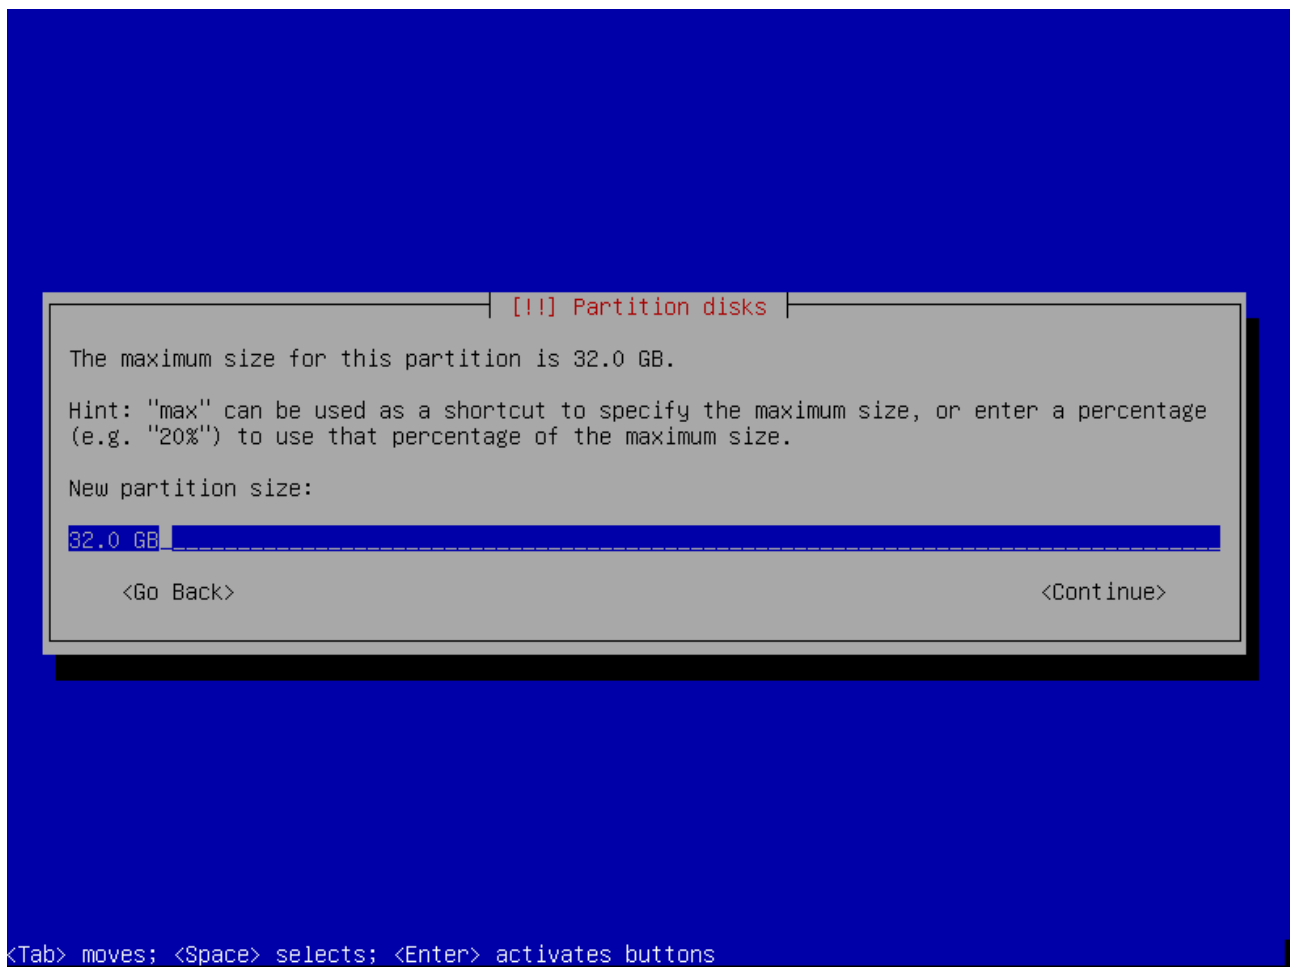 [!!] Partition disks
The maximum size for this partition is 32.0 GB.
Hint: "max" can be used as a shortcut to specify the maximum size, or enter a percentage
(e.g. "20%") to use that percentage of the maximum size.
New partition size:
32.0 GB
<Go Back> <Continue>
<Tab> moves; <Space> selects; <Enter> activates buttons